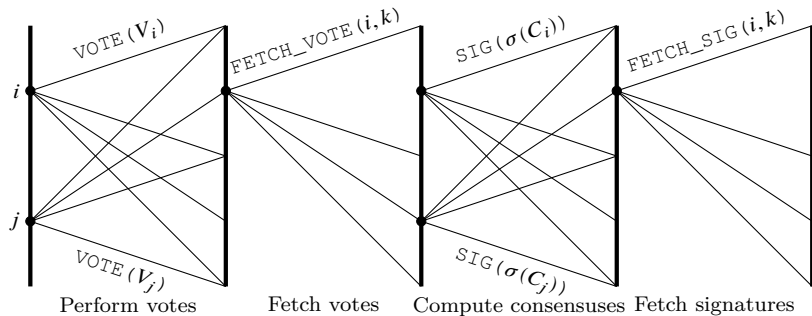 VOTE(V_i)
FETCH_VOTE(i, k)
SIG(σ(C_i))
FETCH_SIG(i, k)
i
j
VOTE(V_j)
SIG(σ(C_j))
Perform votes
Fetch votes
Compute consensuses
Fetch signatures